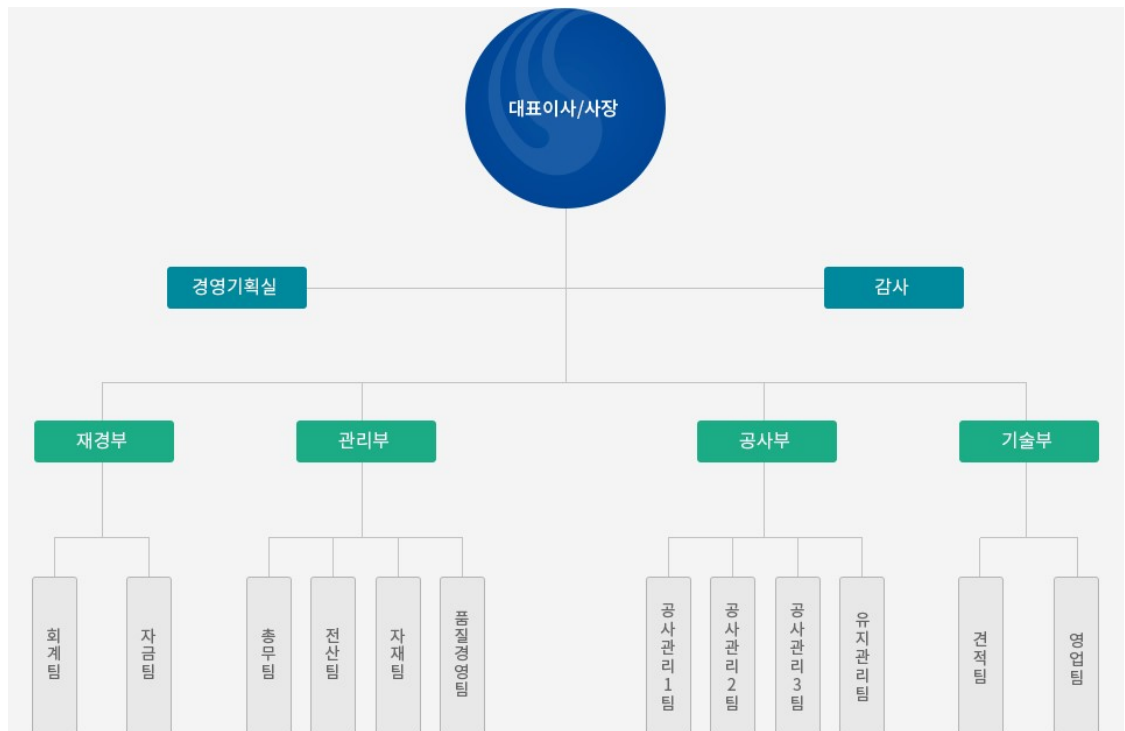 대표이사/사장
경영기획실
감사
재경부
관리부
공사부
기술부
회계팀
자금팀
총무팀
전산팀
자재팀
품질경영팀
공사관리1팀
공사관리2팀
공사관리3팀
유지관리팀
견적팀
영업팀